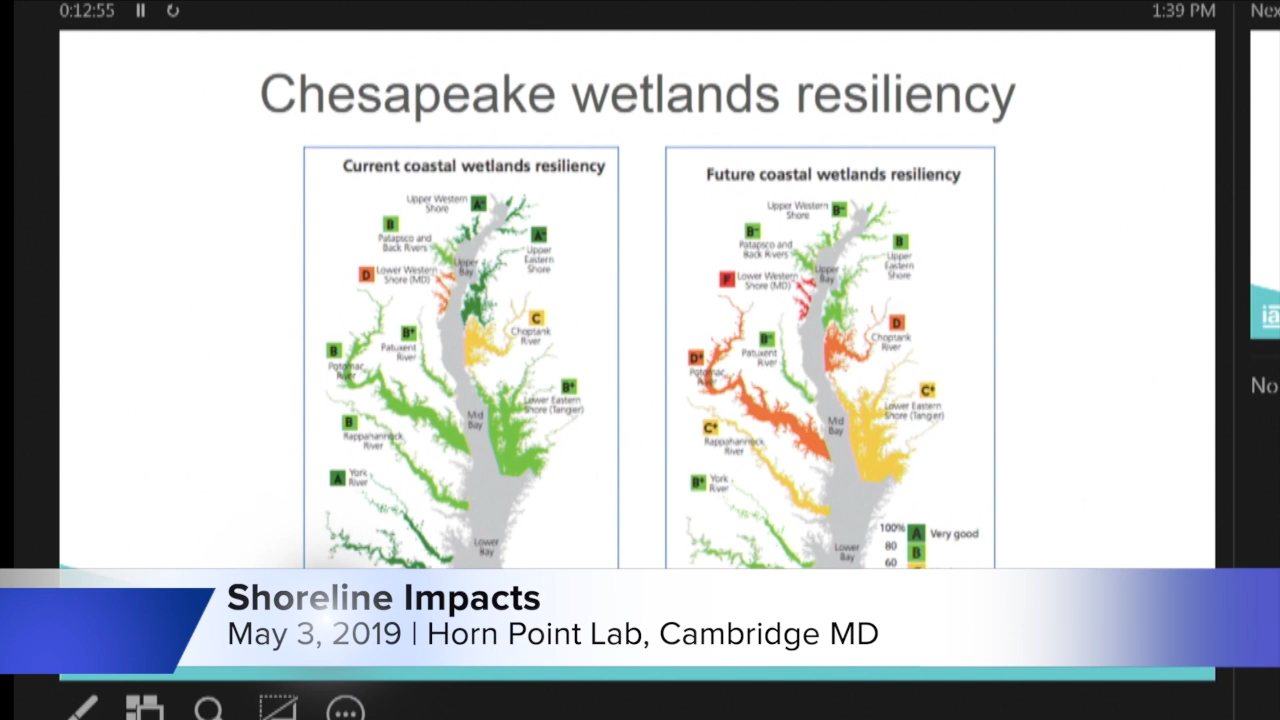 0:12:55
1:39 PM
Nex
Chesapeake wetlands resiliency
Current coastal wetlands resiliency
Upper Western
Shore
A-
B
Patapsco and
Back Rivers
A-
Upper
Eastern
Shore
D
Lower Western
Shore (MD)
Upper
Bay
C
Choptank
River
B+
Patuxent
River
B
Potomac
River
B+
Lower Eastern
Shore (Tangier)
Mid
Bay
B
Rappahannock
River
A
York
River
Lower
Bay
Future coastal wetlands resiliency
Upper Western
Shore
B-
B-
Patapsco and
Back Rivers
B
Upper
Eastern
Shore
F
Lower Western
Shore (MD)
Upper
Bay
D
Choptank
River
B-
Patuxent
River
D+
Potomac
River
C+
Lower Eastern
Shore (Tangier)
Mid
Bay
C+
Rappahannock
River
B+
York
River
Lower
Bay
100% A Very good
80 B
60
ia
No
Shoreline Impacts
May 3, 2019 | Horn Point Lab, Cambridge MD